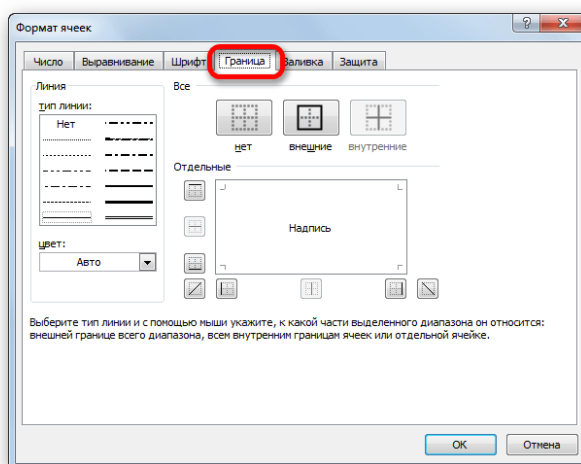 Формат ячеек
Число Выравнивание Шрифт Граница Заливка Защита
Линия
тип линии:
Нет
цвет:
Авто
Все
нет внешние внутренние
Отдельные
Надпись
Выберите тип линии и с помощью мыши укажите, к какой части выделенного диапазона он относится:
внешней границе всего диапазона, всем внутренним границам ячеек или отдельной ячейке.
ОК Отмена